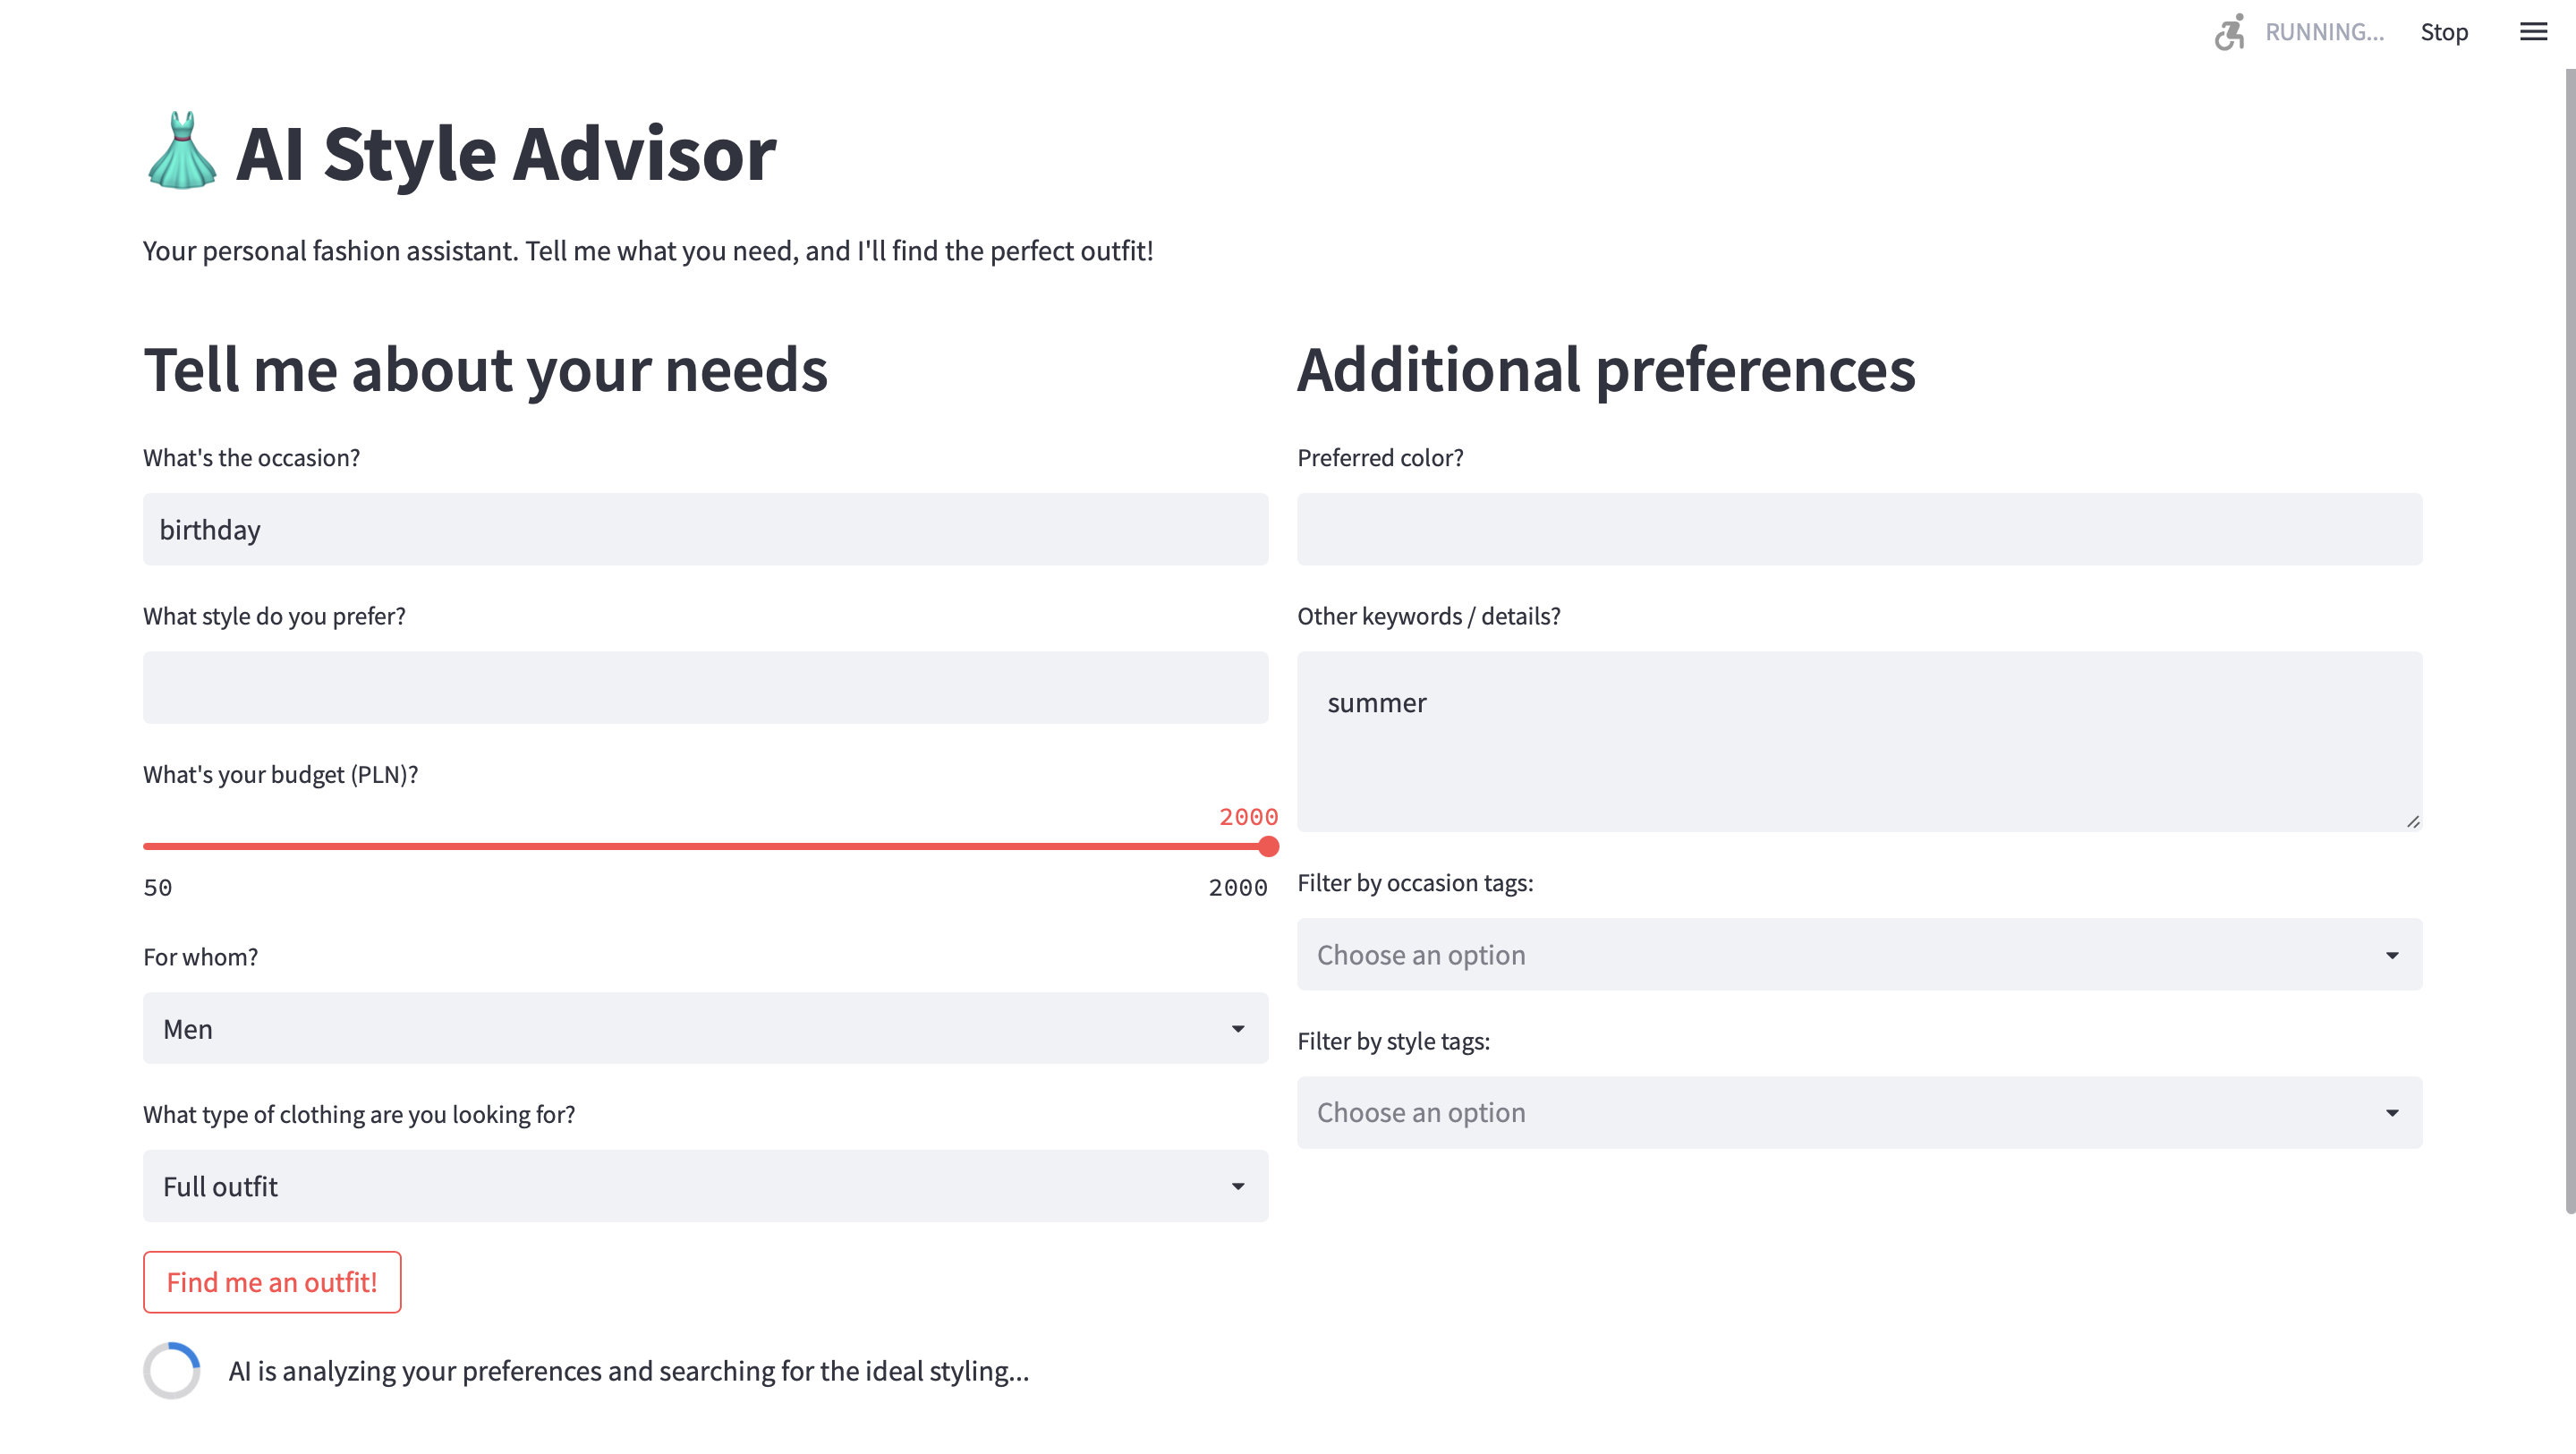 RUNNING...
Stop
AI Style Advisor
Your personal fashion assistant. Tell me what you need, and I'll find the perfect outfit!
Tell me about your needs
What's the occasion?
birthday
What style do you prefer?
What's your budget (PLN)?
2000
50
2000
For whom?
Men
What type of clothing are you looking for?
Full outfit
Find me an outfit!
AI is analyzing your preferences and searching for the ideal styling...
Additional preferences
Preferred color?
Other keywords / details?
summer
Filter by occasion tags:
Choose an option
Filter by style tags:
Choose an option